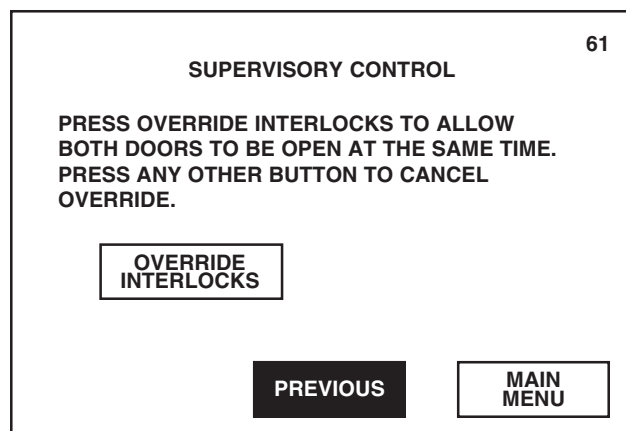 61
SUPERVISORY CONTROL
PRESS OVERRIDE INTERLOCKS TO ALLOW
BOTH DOORS TO BE OPEN AT THE SAME TIME.
PRESS ANY OTHER BUTTON TO CANCEL
OVERRIDE.
OVERRIDE
INTERLOCKS
PREVIOUS
MAIN
MENU